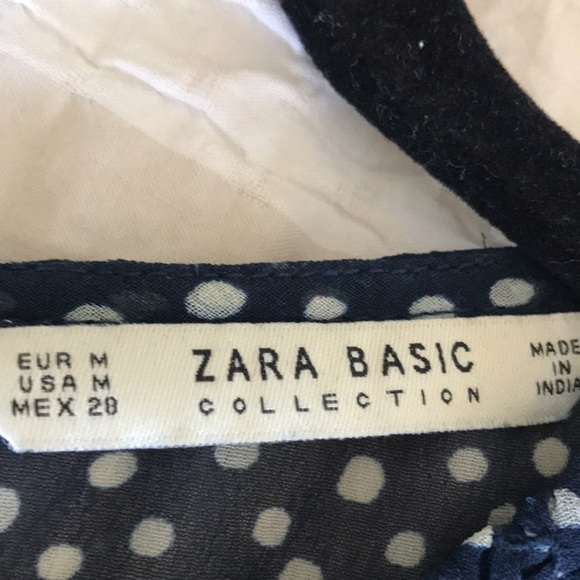 EUR M
USA M
MEX 28
ZARA BASIC
COLLECTION
MADE
IN
INDIA